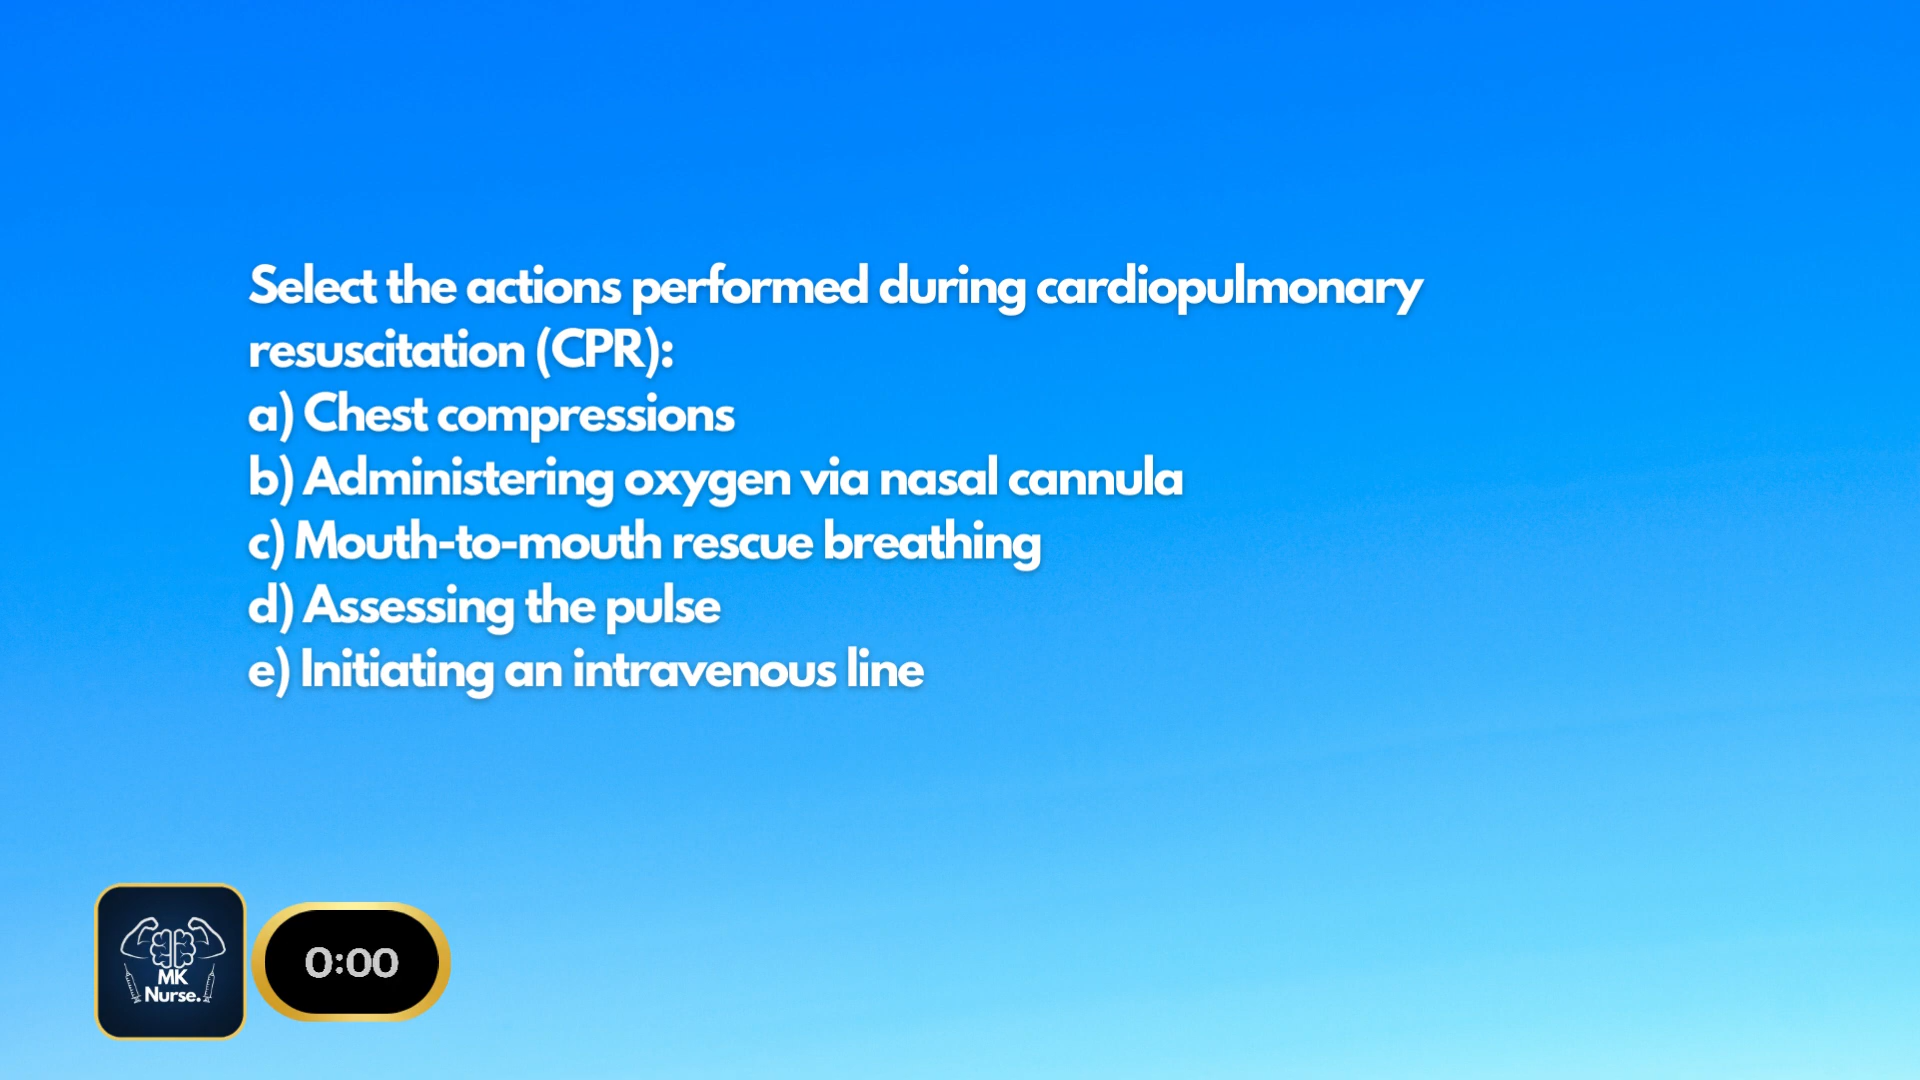 Select the actions performed during cardiopulmonary
resuscitation (CPR):
a) Chest compressions
b) Administering oxygen via nasal cannula
c) Mouth-to-mouth rescue breathing
d) Assessing the pulse
e) Initiating an intravenous line
MK
Nurse.
0:00